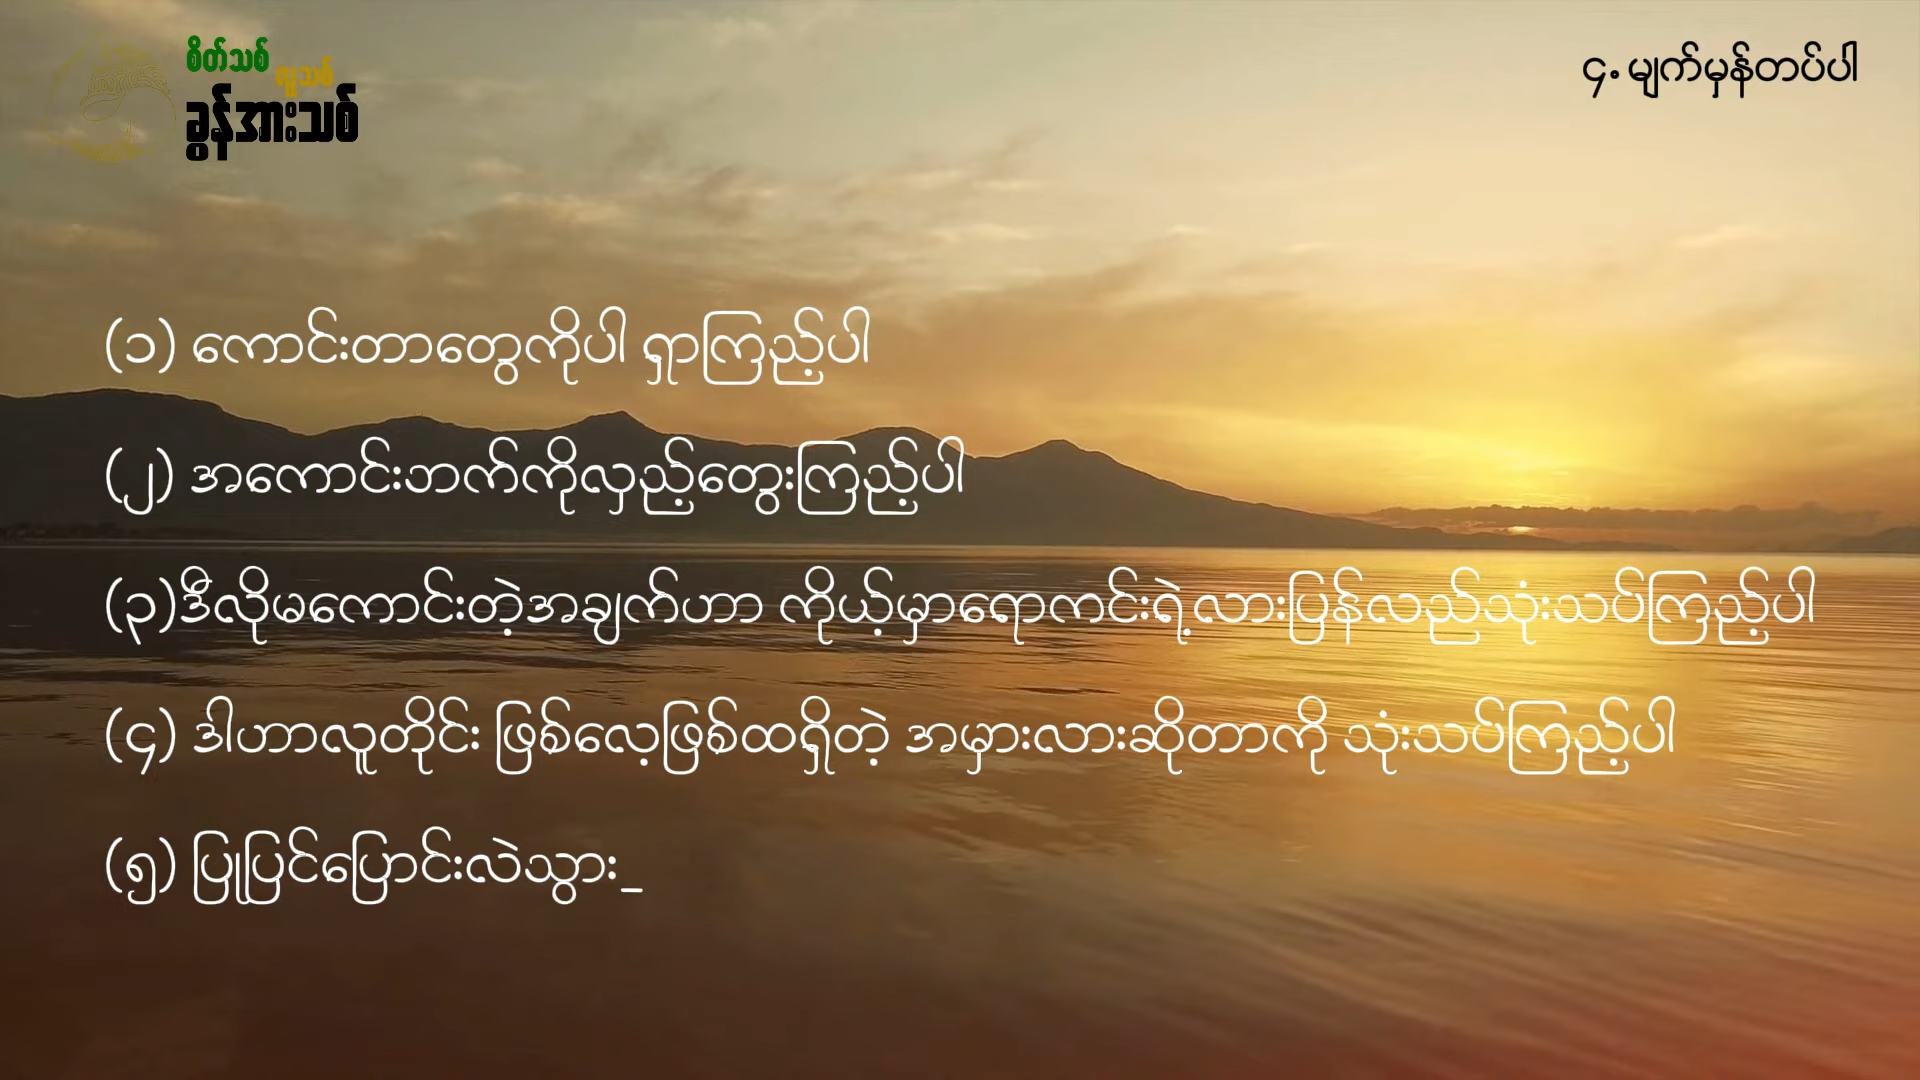 စိတ်သစ်
လူသစ်
ခွန်အားသစ်
၄. မျက်မှန်တပ်ပါ
(၁) ကောင်းတာတွေကိုပါ ရှာကြည့်ပါ
(၂) အကောင်းဘက်ကိုလှည့်တွေးကြည့်ပါ
(၃)ဒီလိုမကောင်းတဲ့အချက်ဟာ ကိုယ့်မှာရောကင်းရဲ့လားပြန်လည်သုံးသပ်ကြည့်ပါ
(၄) ဒါဟာလူတိုင်း ဖြစ်လေ့ဖြစ်ထရှိတဲ့ အမှားလားဆိုတာကို သုံးသပ်ကြည့်ပါ
(၅) ပြုပြင်ပြောင်းလဲသွား_